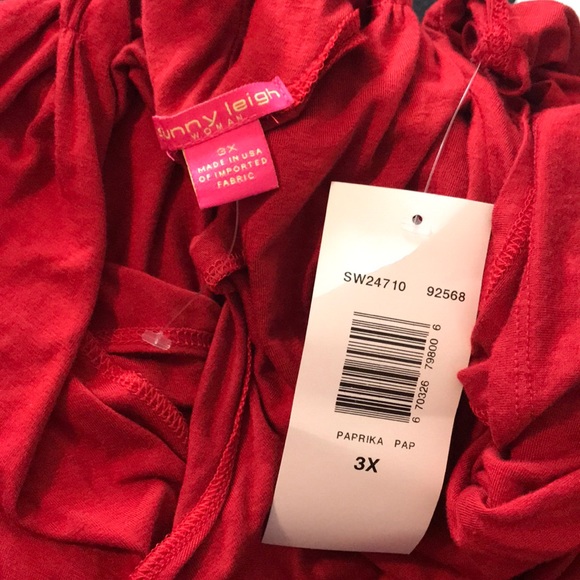 sunny leigh
WOMAN
3X
MADE IN USA
OF IMPORTED
FABRIC
SW24710 92568
6 70326 79800 6
PAPRIKA PAP
3X